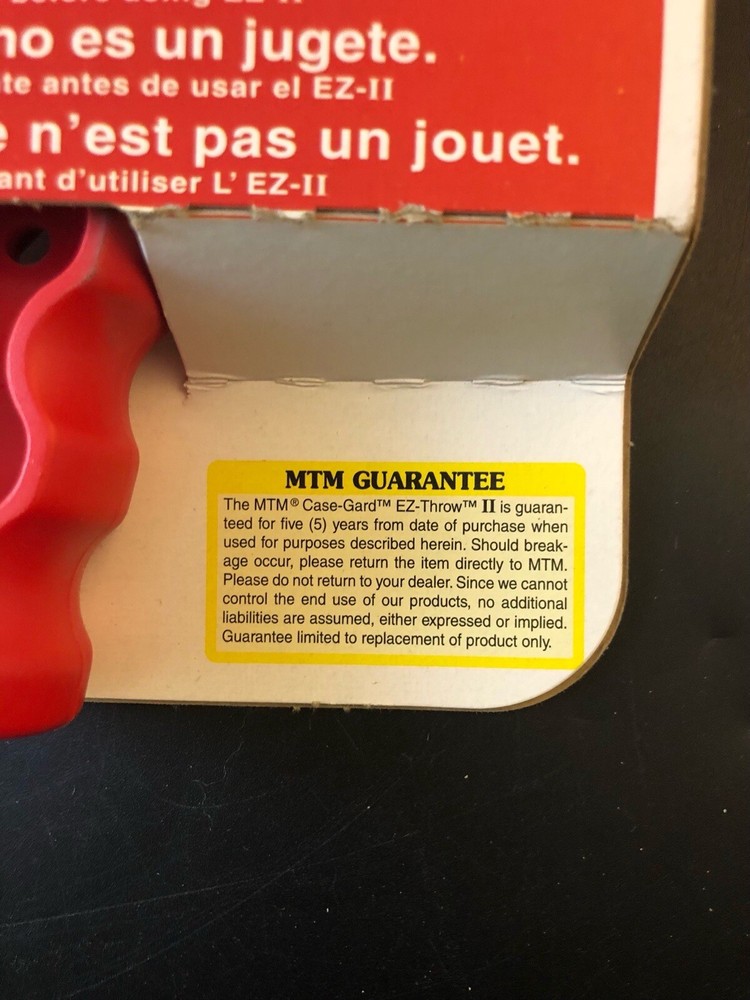 no es un jugete.
antes de usar el EZ-II
n'est pas un jouet.
d'utiliser L' EZ-II
MTM GUARANTEE
The MTM® Case-Gard™ EZ-Throw™ II is guaran-
teed for five (5) years from date of purchase when
used for purposes described herein. Should break-
age occur, please return the item directly to MTM.
Please do not return to your dealer. Since we cannot
control the end use of our products, no additional
liabilities are assumed, either expressed or implied.
Guarantee limited to replacement of product only.